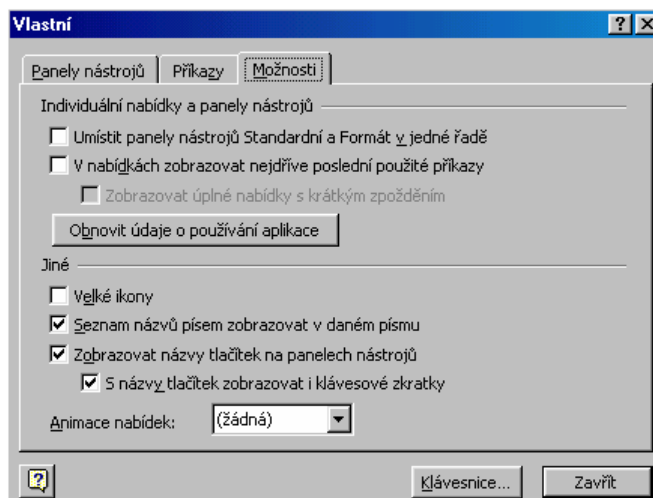 Vlastní
Panely nástrojů Příkazy Možnosti
Individuální nabídky a panely nástrojů
Umístit panely nástrojů Standardní a Formát v jedné řadě
V nabídkách zobrazovat nejdříve poslední použité příkazy
Zobrazovat úplné nabídky s krátkým zpožděním
Obnovit údaje o používání aplikace
Jiné
Velké ikony
Seznam názvů písem zobrazovat v daném písmu
Zobrazovat názvy tlačítek na panelech nástrojů
S názvy tlačítek zobrazovat i klávesové zkratky
Animace nabídek: (žádná)
Klávesnice... Zavřít